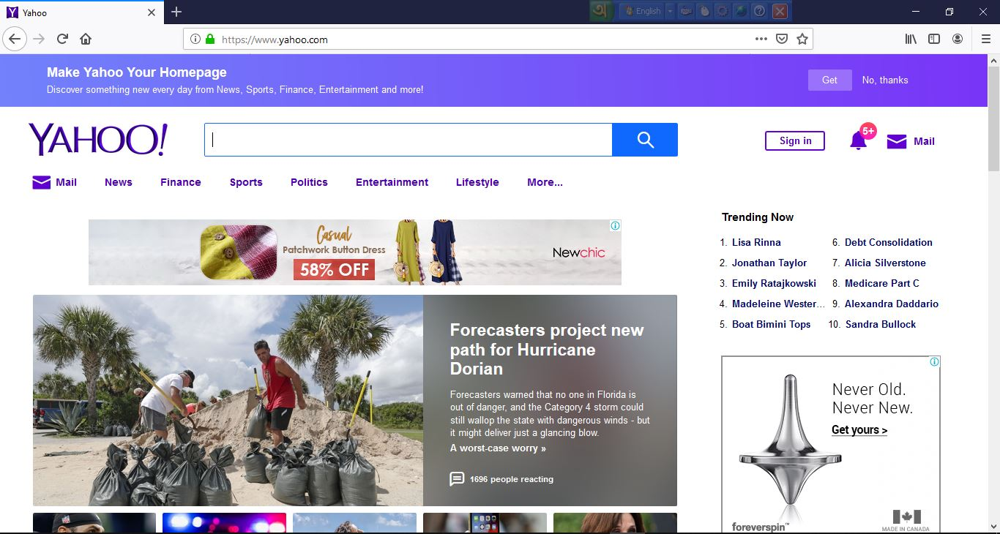 Yahoo
অ
English
https://www.yahoo.com
Make Yahoo Your Homepage
Discover something new every day from News, Sports, Finance, Entertainment and more!
Get
No, thanks
YAHOO!
Sign in
5+
Mail
Mail
News
Finance
Sports
Politics
Entertainment
Lifestyle
More...
Casual
Patchwork Button Dress
58% OFF
Newchic
Forecasters project new
path for Hurricane
Dorian
Forecasters warned that no one in Florida is
out of danger, and the Category 4 storm could
still wallop the state with dangerous winds - but
it might deliver just a glancing blow.
A worst-case worry »
1696 people reacting
Trending Now
1. Lisa Rinna
2. Jonathan Taylor
3. Emily Ratajkowski
4. Madeleine Wester...
5. Boat Bimini Tops
6. Debt Consolidation
7. Alicia Silverstone
8. Medicare Part C
9. Alexandra Daddario
10. Sandra Bullock
Never Old.
Never New.
Get yours >
foreverspin™
MADE IN CANADA